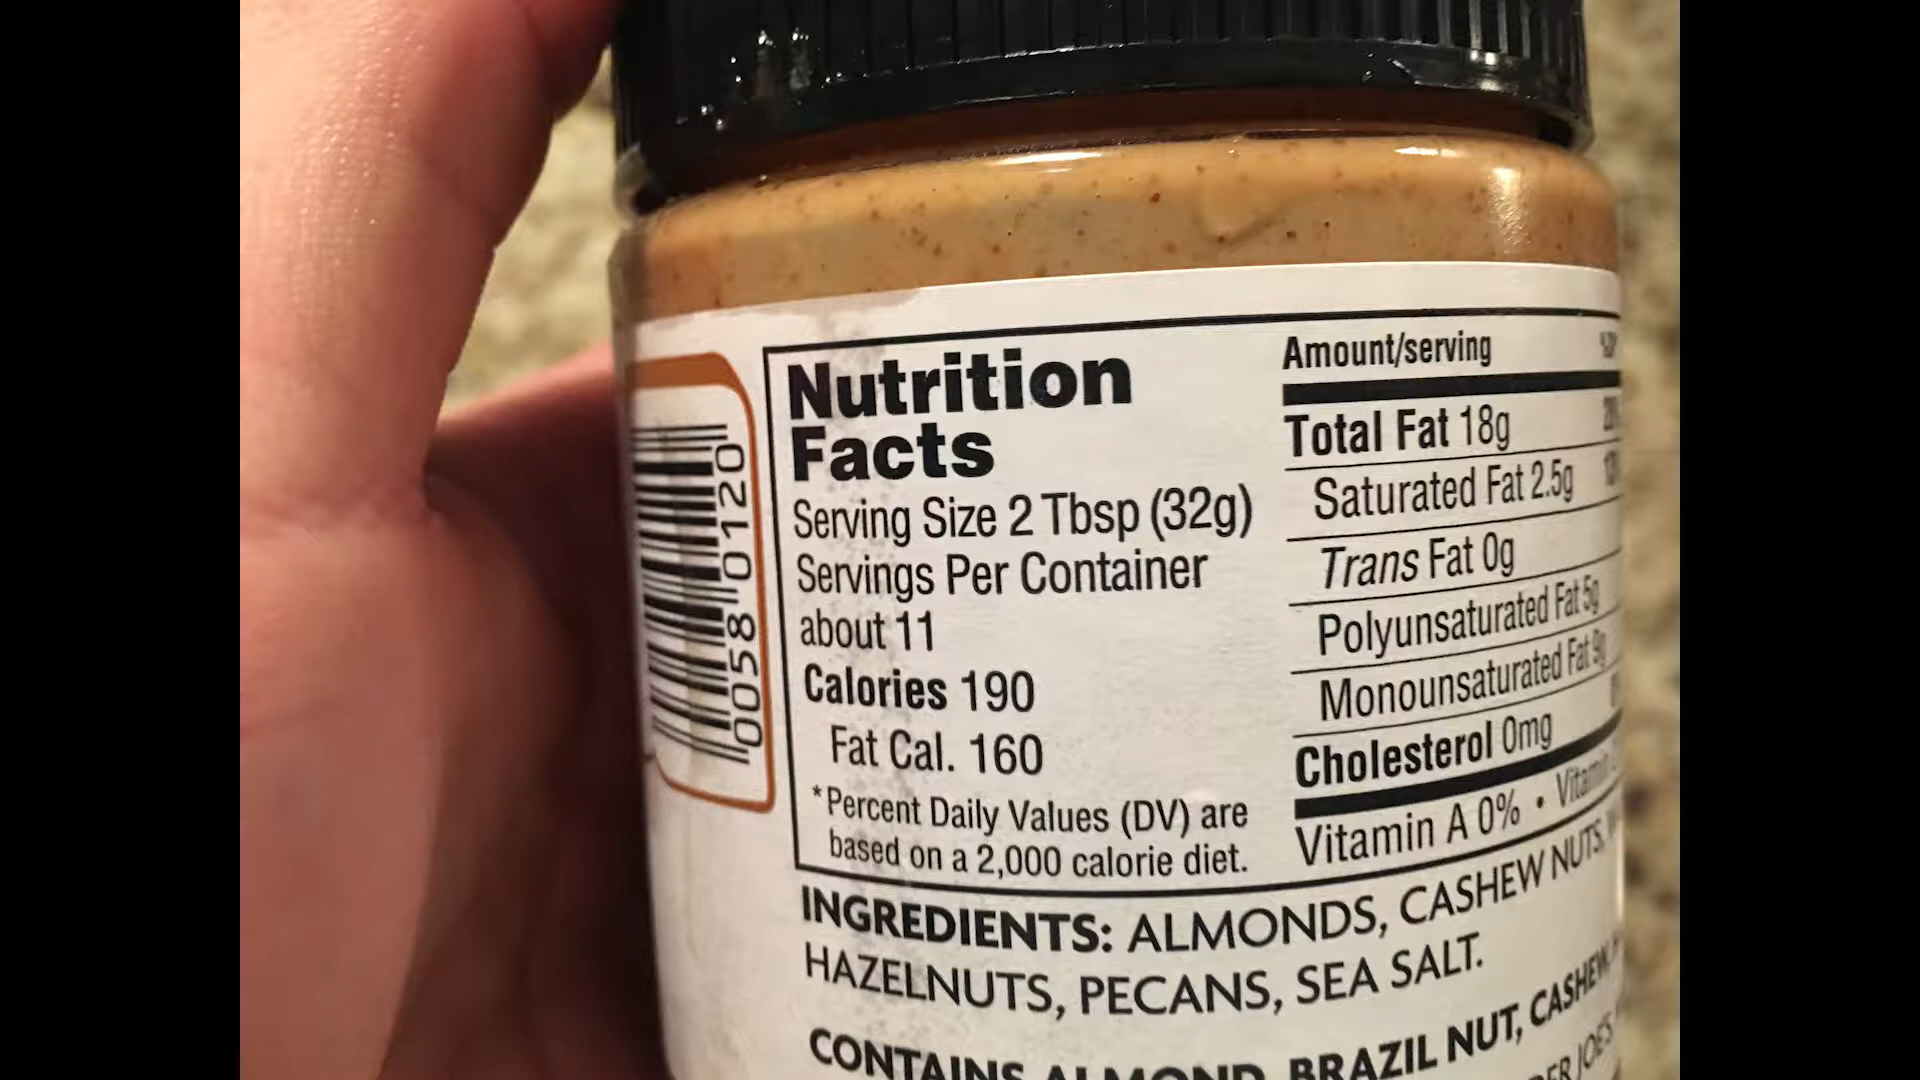 Nutrition
Facts
Serving Size 2 Tbsp (32g)
Servings Per Container
about 11
Calories 190
Fat Cal. 160
*Percent Daily Values (DV) are
based on a 2,000 calorie diet.
Amount/serving
Total Fat 18g
Saturated Fat 2.5g
Trans Fat 0g
Polyunsaturated Fat 5g
Monounsaturated Fat 9g
Cholesterol 0mg
Vitamin A 0% •
INGREDIENTS: ALMONDS, CASHEW NUTS,
HAZELNUTS, PECANS, SEA SALT.
CONTAINS ALMOND, BRAZIL NUT, CASHEW,
JOE'S
0058 0120